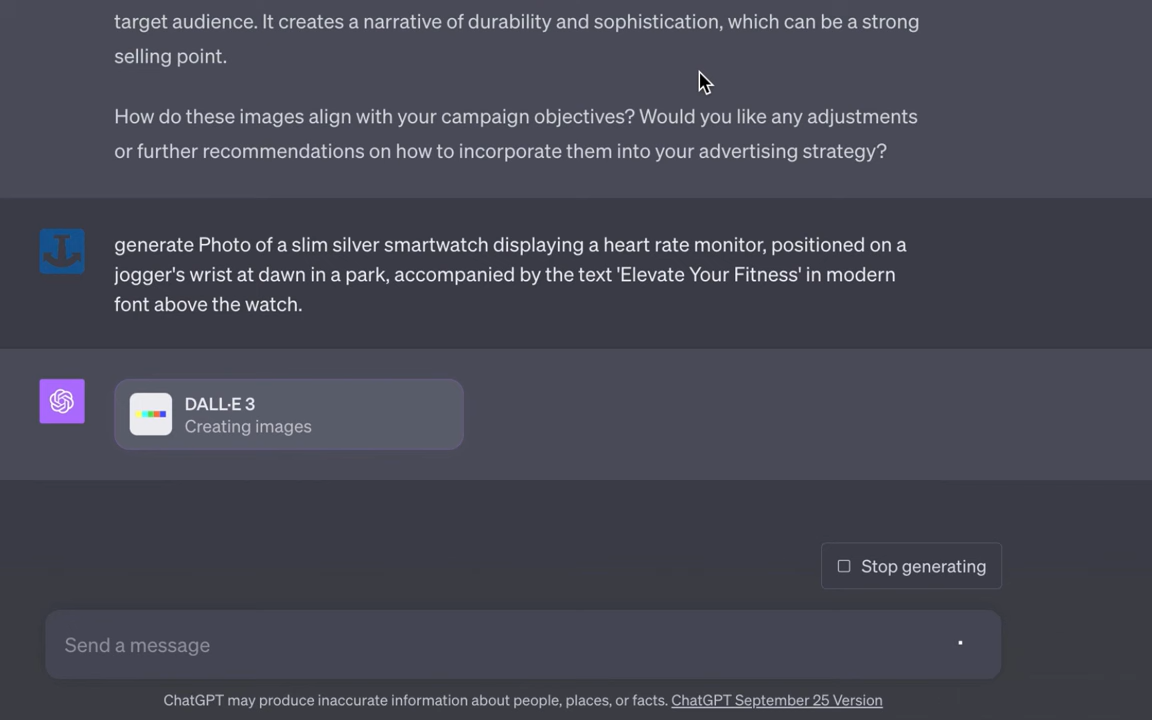 target audience. It creates a narrative of durability and sophistication, which can be a strong
selling point.
How do these images align with your campaign objectives? Would you like any adjustments
or further recommendations on how to incorporate them into your advertising strategy?
generate Photo of a slim silver smartwatch displaying a heart rate monitor, positioned on a
jogger's wrist at dawn in a park, accompanied by the text 'Elevate Your Fitness' in modern
font above the watch.
DALL·E 3
Creating images
Stop generating
Send a message
ChatGPT may produce inaccurate information about people, places, or facts. ChatGPT September 25 Version